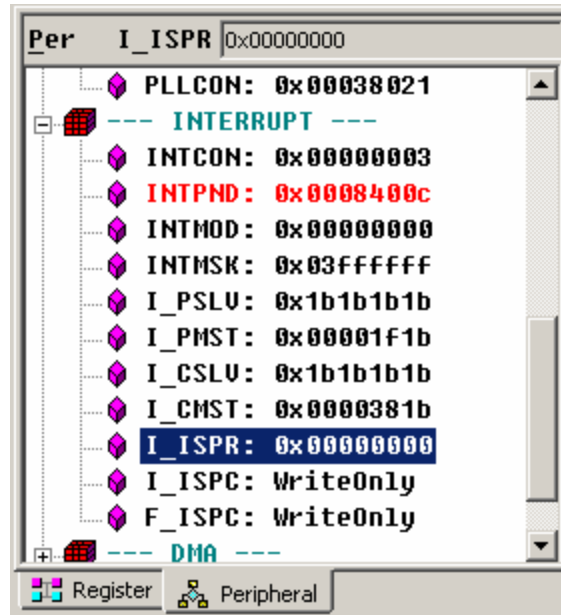 Per I_ISPR 0x00000000
PLLCON: 0x00038021
--- INTERRUPT ---
INTCON: 0x00000003
INTPND: 0x0008400c
INTMOD: 0x00000000
INTMSK: 0x03ffffff
I_PSLV: 0x1b1b1b1b
I_PMST: 0x00001f1b
I_CSLV: 0x1b1b1b1b
I_CMST: 0x0000381b
I_ISPR: 0x00000000
I_ISPC: WriteOnly
F_ISPC: WriteOnly
--- DMA ---
Register Peripheral